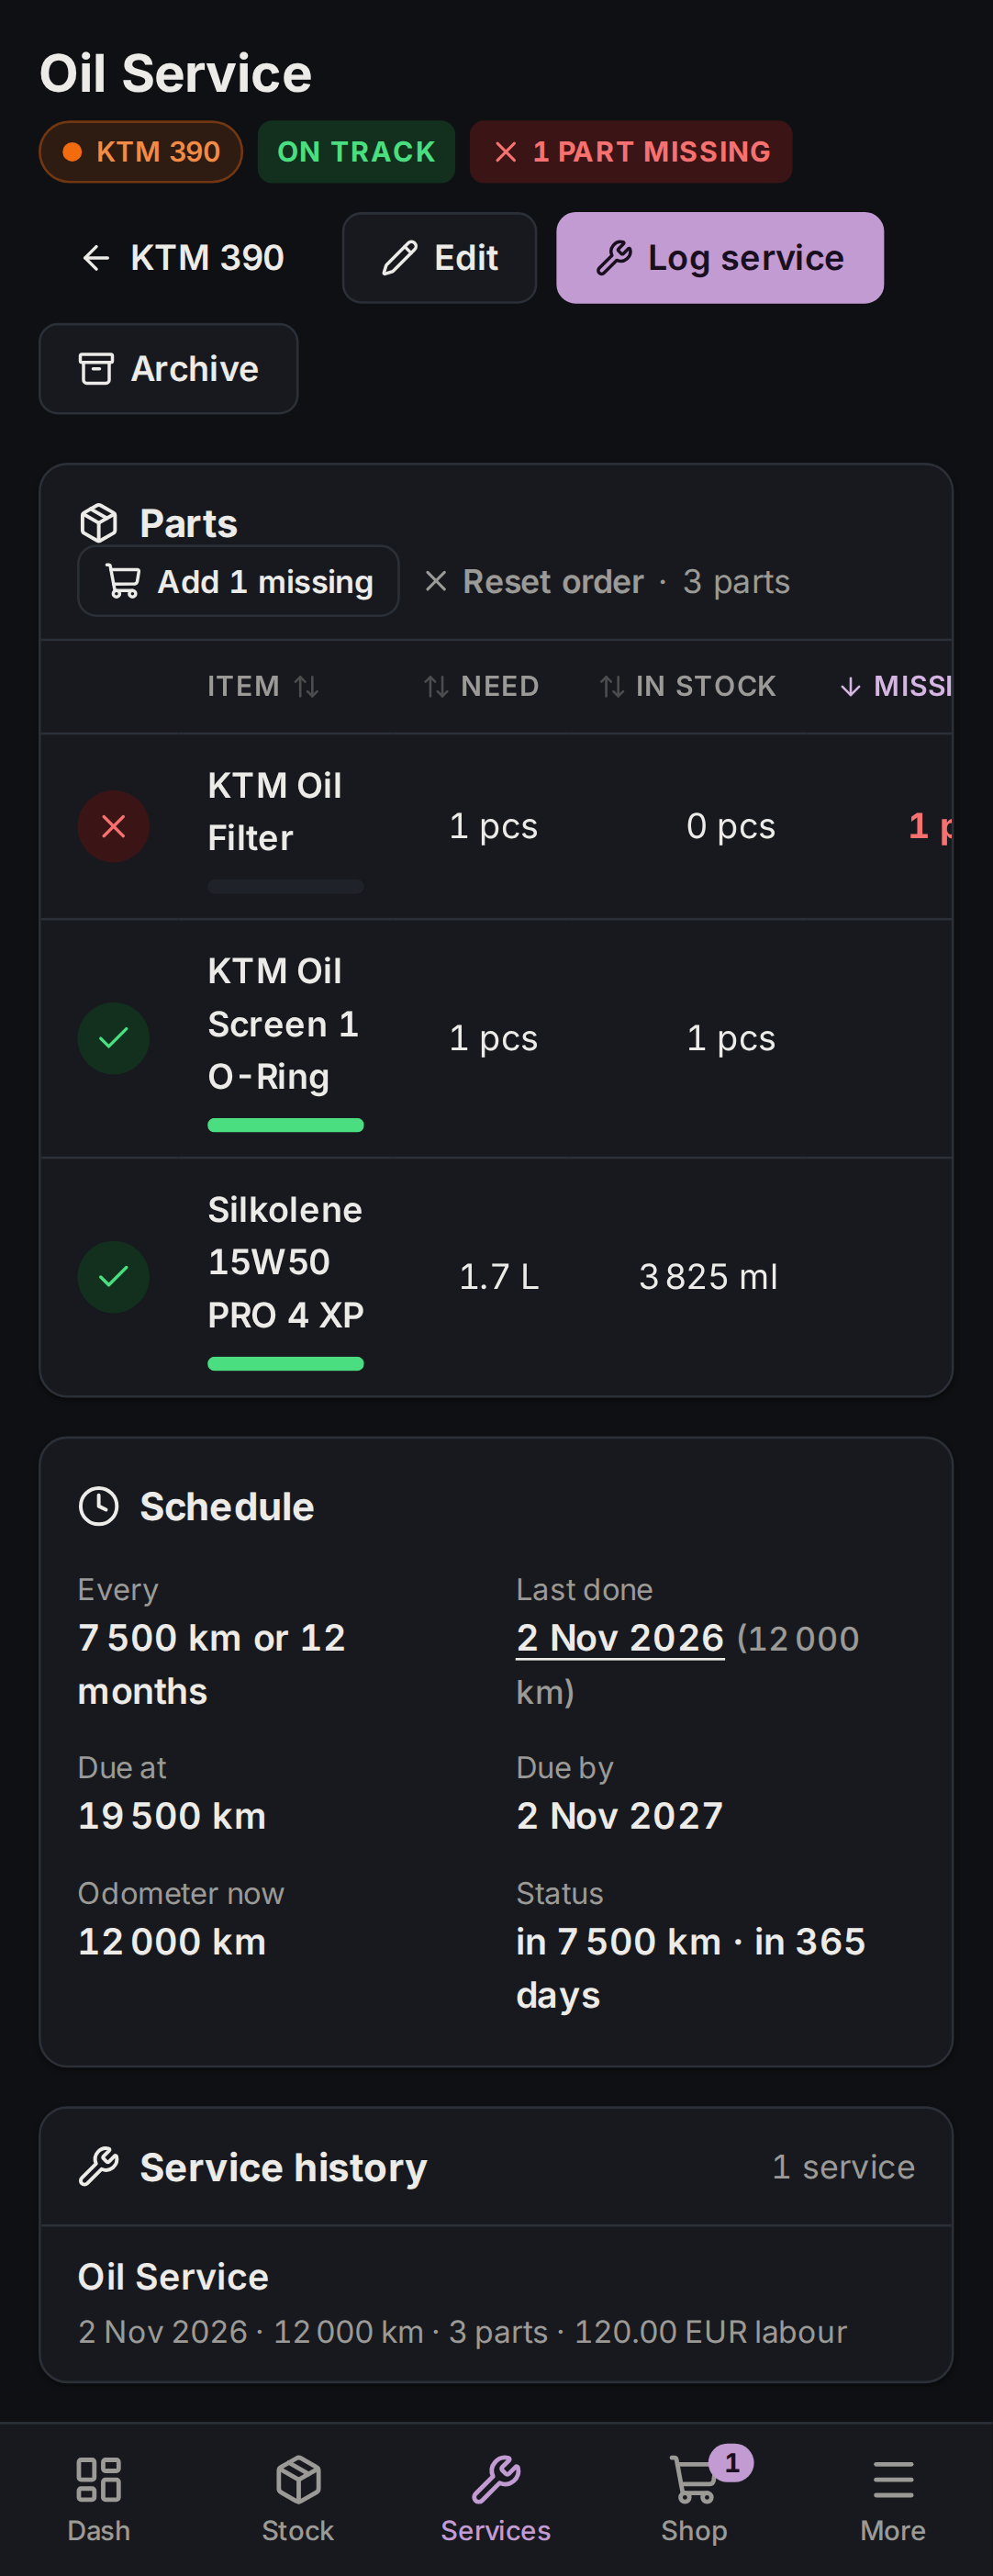 Oil Service
KTM 390 ON TRACK 1 PART MISSING
KTM 390 Edit Log service
Archive
Parts
Add 1 missing Reset order · 3 parts
ITEM NEED IN STOCK MISSI
KTM Oil
Filter
1 pcs 0 pcs 1 p
KTM Oil
Screen 1
O-Ring
1 pcs 1 pcs
Silkolene
15W50
PRO 4 XP
1.7 L 3 825 ml
Schedule
Every
7 500 km or 12
months
Last done
2 Nov 2026 (12 000
km)
Due at
19 500 km
Due by
2 Nov 2027
Odometer now
12 000 km
Status
in 7 500 km · in 365
days
Service history 1 service
Oil Service
2 Nov 2026 · 12 000 km · 3 parts · 120.00 EUR labour
1
Dash Stock Services Shop More